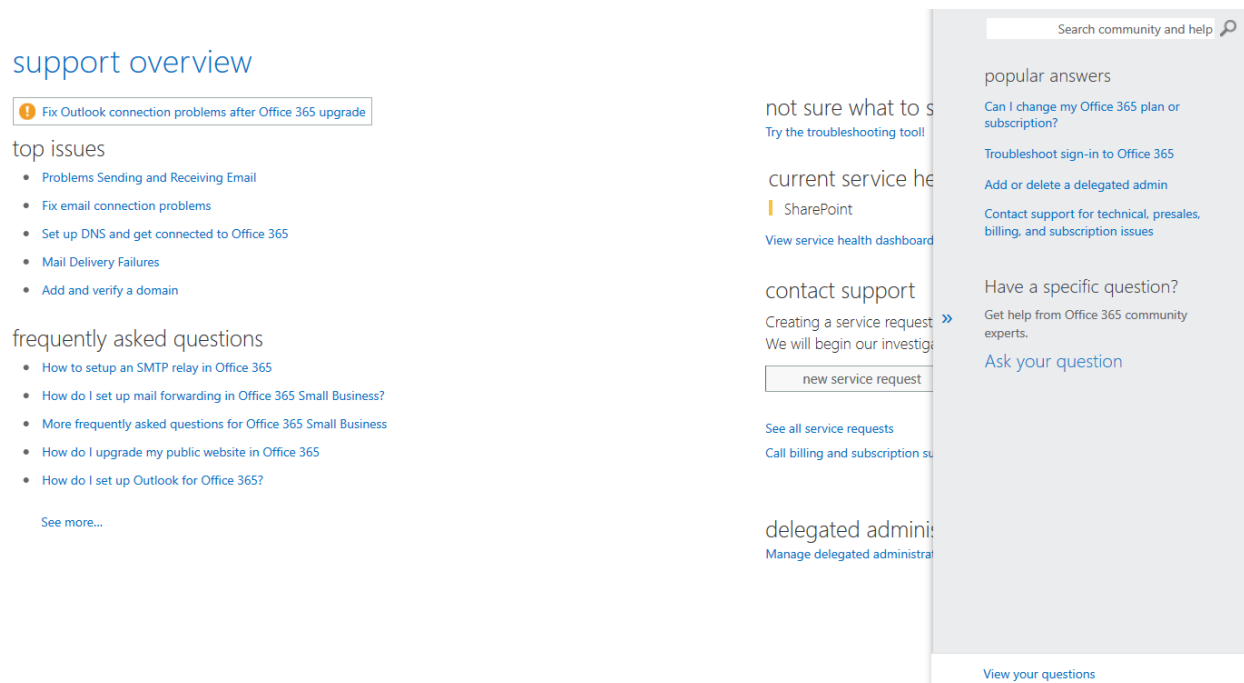 support overview
Fix Outlook connection problems after Office 365 upgrade
top issues
Problems Sending and Receiving Email
Fix email connection problems
Set up DNS and get connected to Office 365
Mail Delivery Failures
Add and verify a domain
frequently asked questions
How to setup an SMTP relay in Office 365
How do I set up mail forwarding in Office 365 Small Business?
More frequently asked questions for Office 365 Small Business
How do I upgrade my public website in Office 365
How do I set up Outlook for Office 365?
See more...
not sure what to s
Try the troubleshooting tool!
current service he
SharePoint
View service health dashboard
contact support
Creating a service request
We will begin our investiga
new service request
See all service requests
Call billing and subscription su
delegated adminis
Manage delegated administrat
Search community and help
popular answers
Can I change my Office 365 plan or
subscription?
Troubleshoot sign-in to Office 365
Add or delete a delegated admin
Contact support for technical, presales,
billing, and subscription issues
Have a specific question?
Get help from Office 365 community
experts.
Ask your question
View your questions